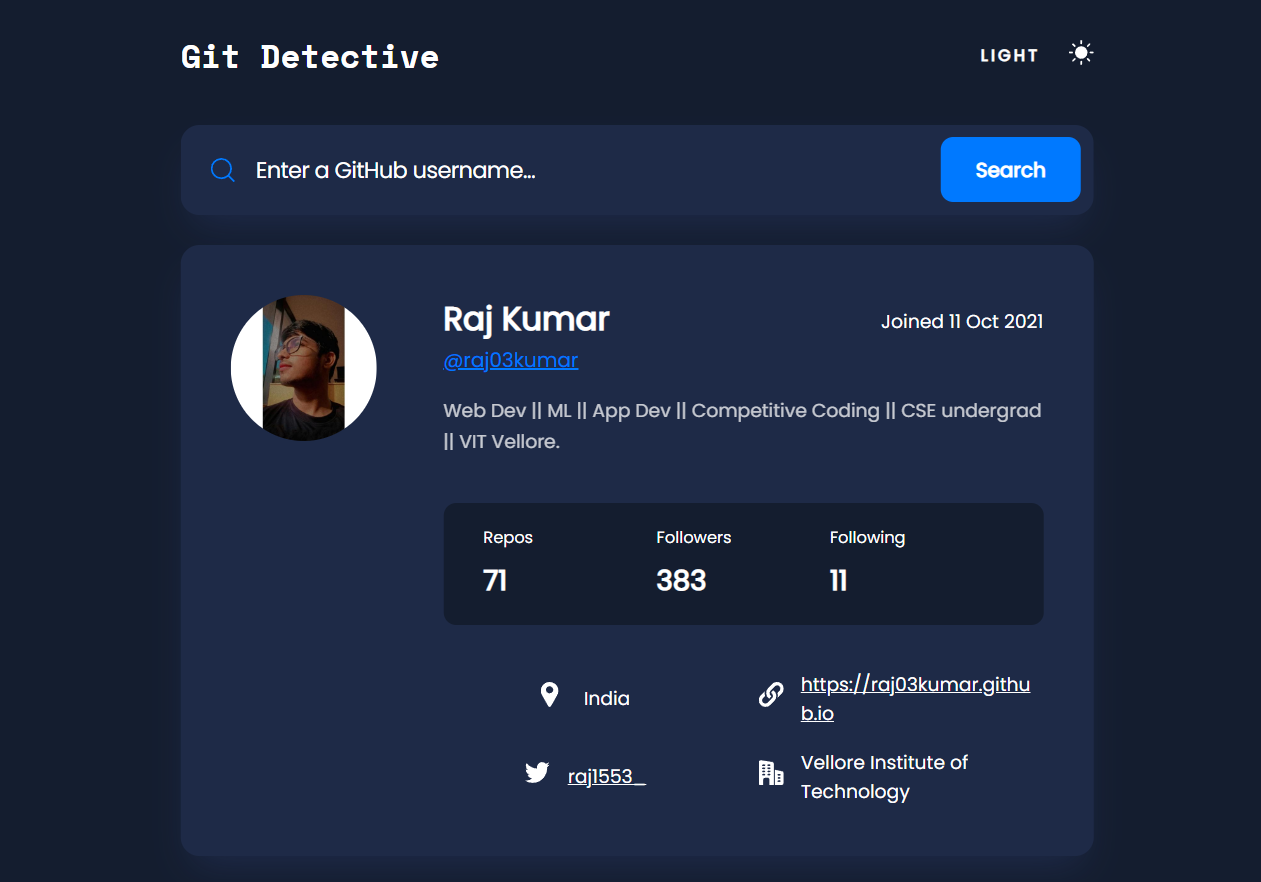 Git Detective
LIGHT
Enter a GitHub username...
Search
Raj Kumar
Joined 11 Oct 2021
@raj03kumar
Web Dev || ML || App Dev || Competitive Coding || CSE undergrad
|| VIT Vellore.
Repos Followers Following
71 383 11
India
https://raj03kumar.githu
b.io
raj1553_
Vellore Institute of
Technology